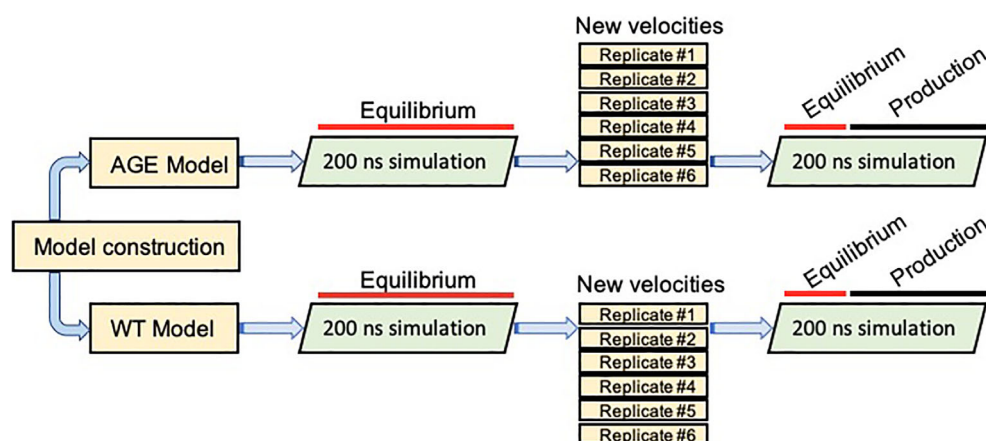 New velocities
Replicate #1
Replicate #2
Replicate #3
Replicate #4
Replicate #5
Replicate #6
Equilibrium
Production
Equilibrium
AGE Model
200 ns simulation
200 ns simulation
Model construction
Equilibrium
New velocities
Equilibrium
Production
WT Model
200 ns simulation
Replicate #1
Replicate #2
Replicate #3
Replicate #4
Replicate #5
Replicate #6
200 ns simulation